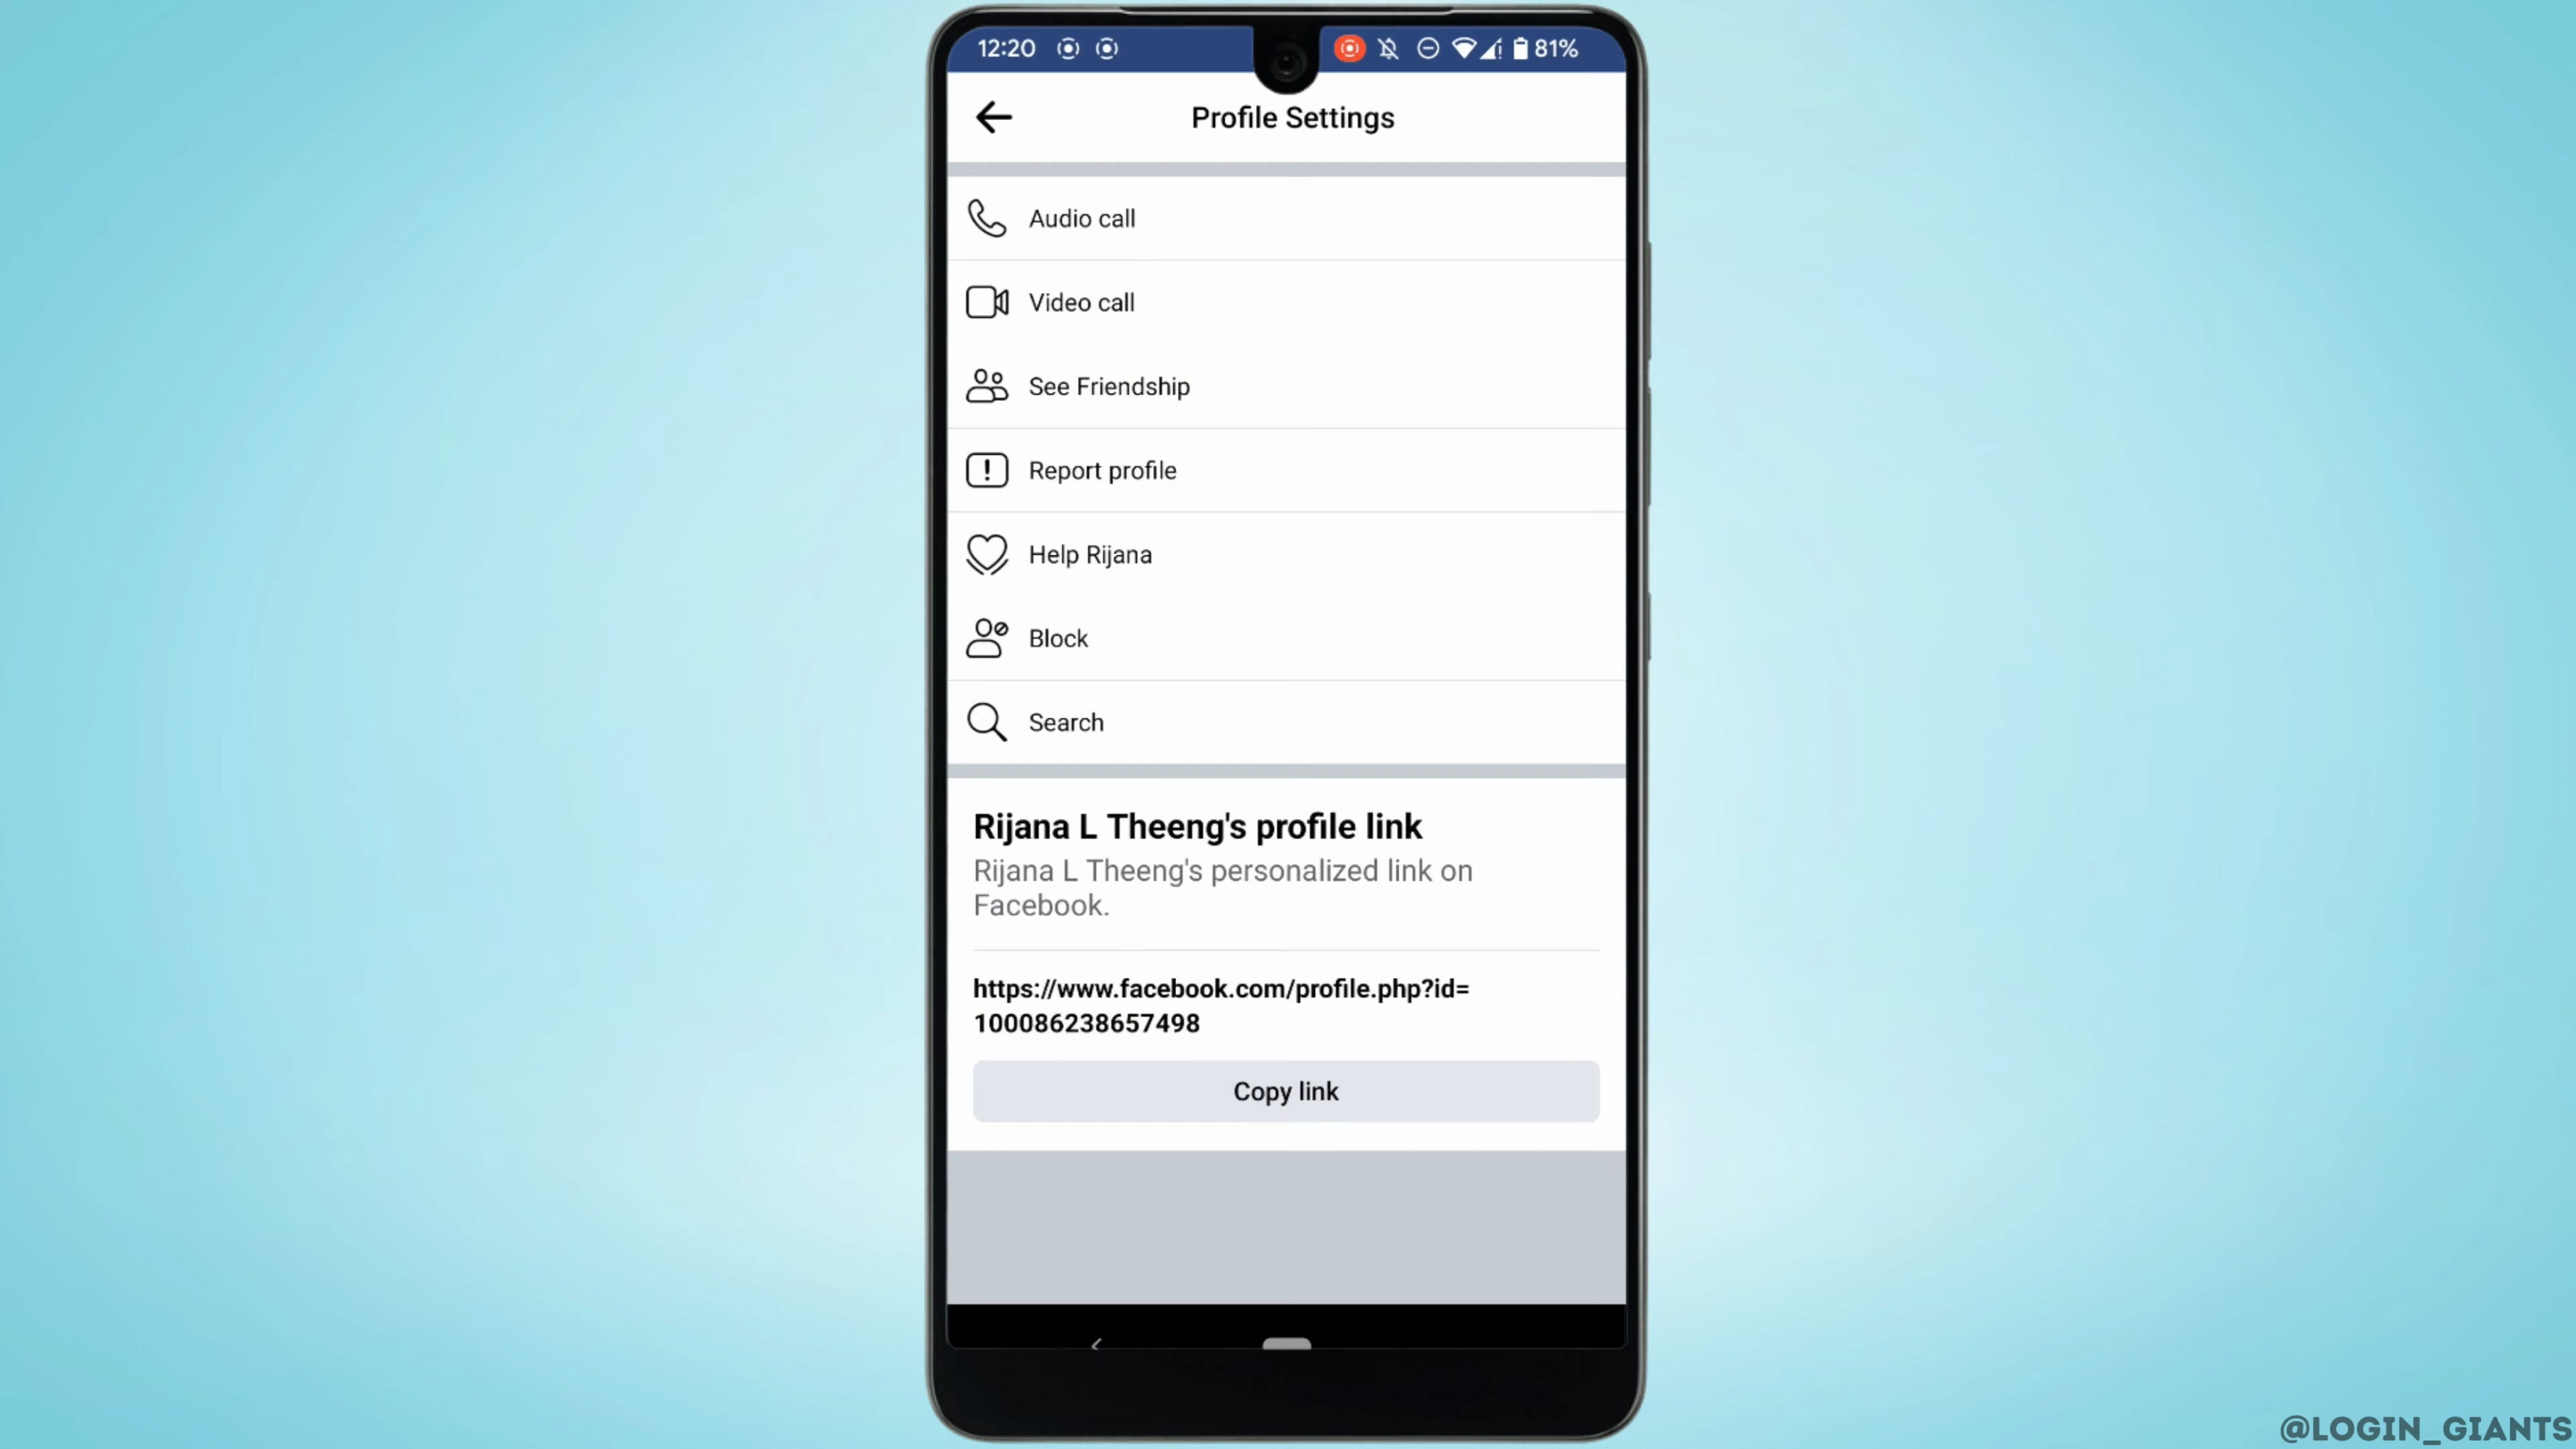 12:20
81%
Profile Settings
Audio call
Video call
See Friendship
Report profile
Help Rijana
Block
Search
Rijana L Theeng's profile link
Rijana L Theeng's personalized link on
Facebook.
https://www.facebook.com/profile.php?id=
100086238657498
Copy link
@LOGIN_GIANTS